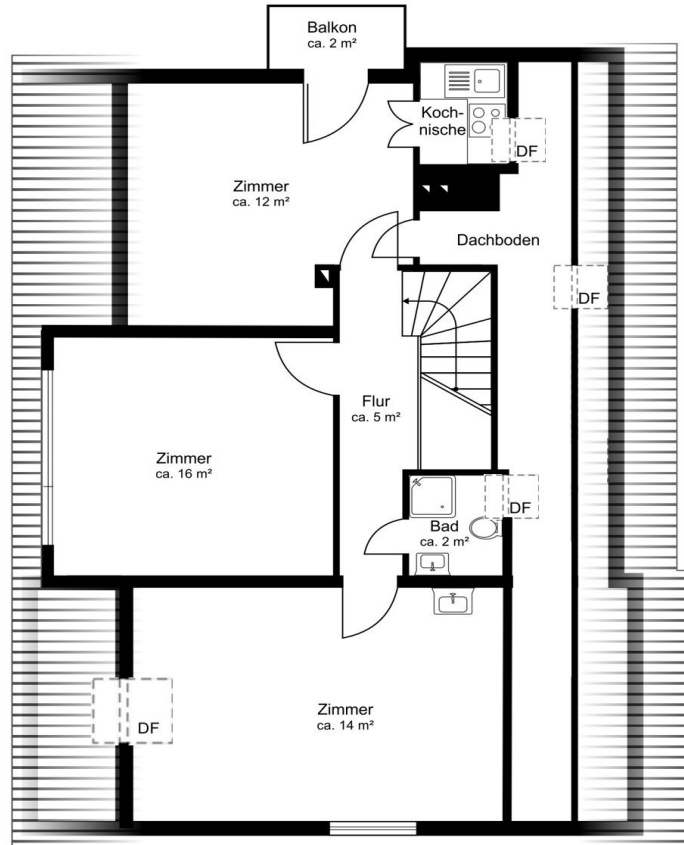 Balkon
ca. 2 m²
Koch-
nische
DF
Zimmer
ca. 12 m²
Dachboden
DF
Flur
ca. 5 m²
Zimmer
ca. 16 m²
DF
Bad
ca. 2 m²
Zimmer
ca. 14 m²
DF